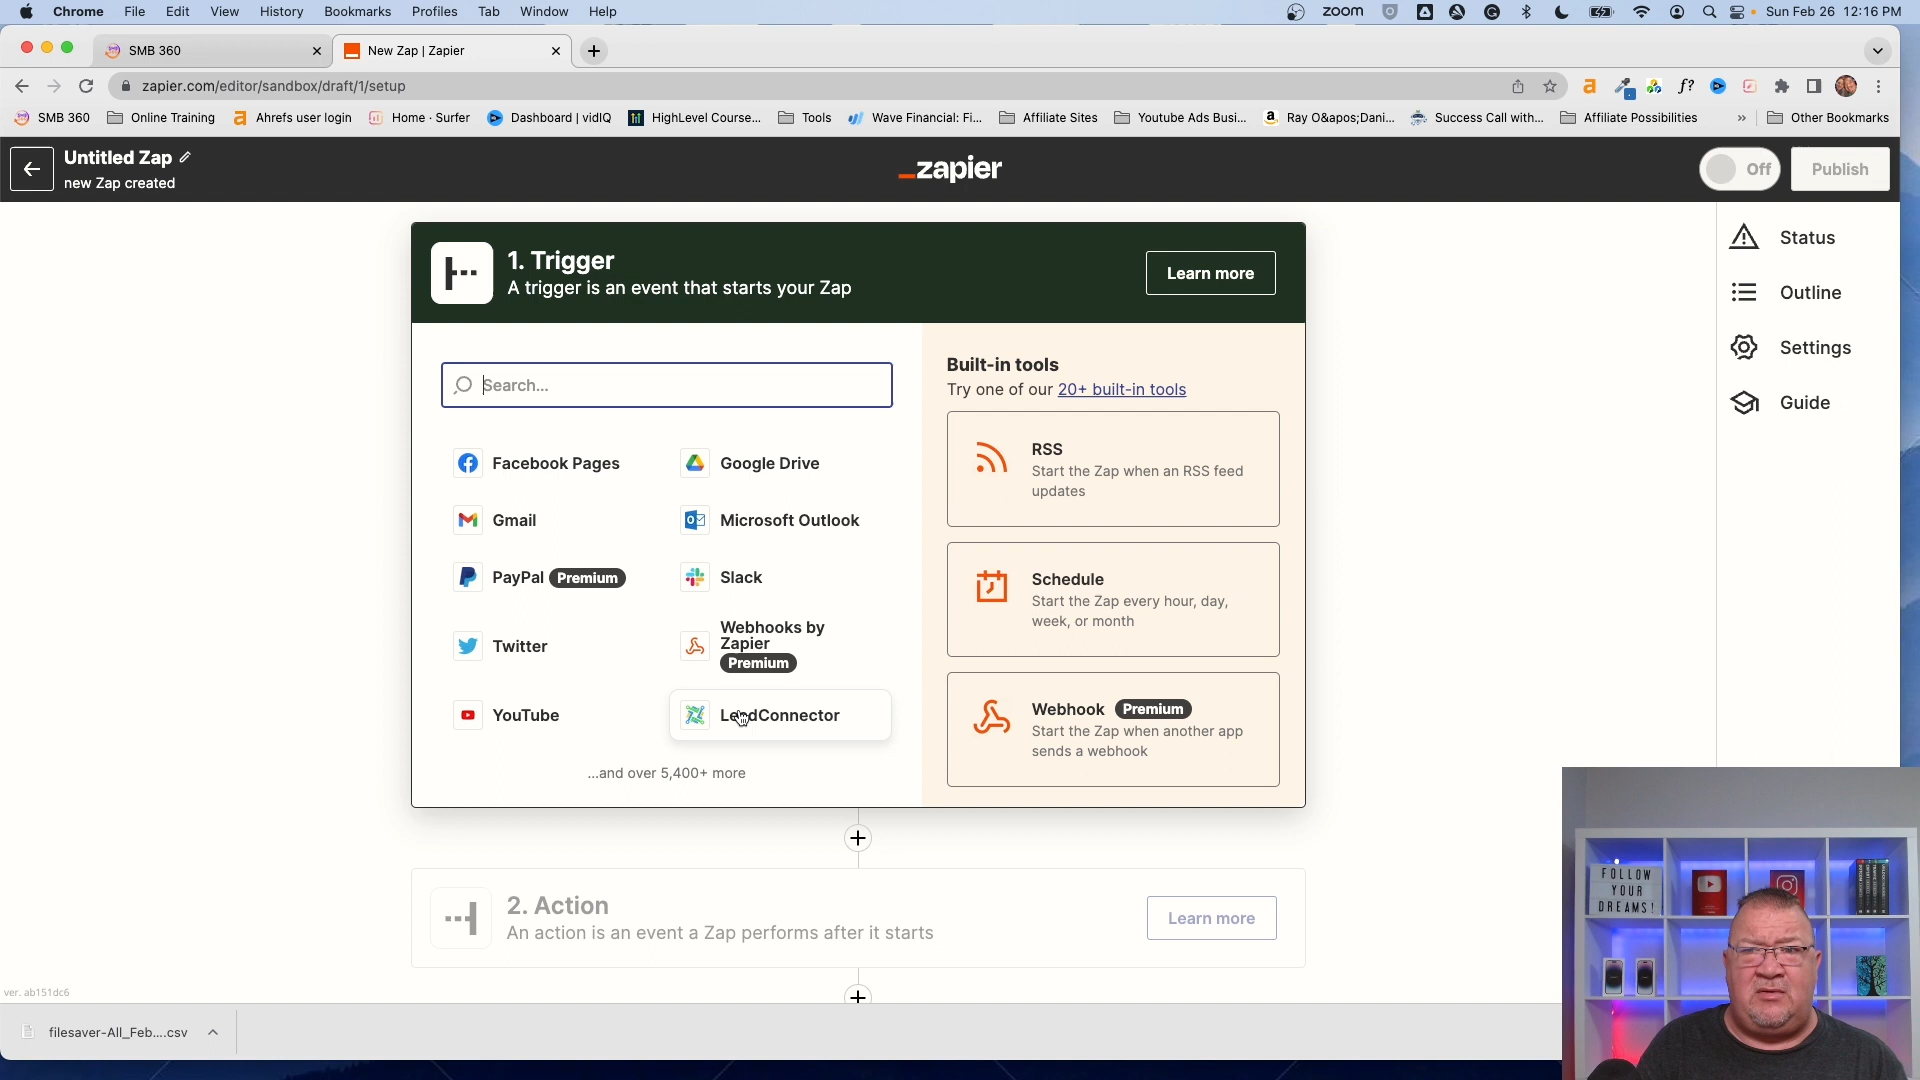 Chrome File Edit View History Bookmarks Profiles Tab Window Help zoom Sun Feb 26 12:16 PM
SMB 360 New Zap | Zapier
zapier.com/editor/sandbox/draft/1/setup f?
SMB 360 Online Training Ahrefs user login Home · Surfer Dashboard | vidIQ HighLevel Course... Tools Wave Financial: Fi... Affiliate Sites Youtube Ads Busi... Ray O&apos;Dani... Success Call with... Affiliate Possibilities » Other Bookmarks
Untitled Zap
new Zap created
_zapier
Off Publish
1. Trigger
A trigger is an event that starts your Zap
Learn more
Search...
Facebook Pages Google Drive
Gmail Microsoft Outlook
PayPal Premium Slack
Twitter Webhooks by
Zapier
Premium
YouTube LeadConnector
...and over 5,400+ more
Built-in tools
Try one of our 20+ built-in tools
RSS
Start the Zap when an RSS feed
updates
Schedule
Start the Zap every hour, day,
week, or month
Webhook Premium
Start the Zap when another app
sends a webhook
Status
Outline
Settings
Guide
2. Action
An action is an event a Zap performs after it starts
Learn more
ver. ab151dc6
filesaver-All_Feb....csv
FOLLOW
YOUR
DREAMS!